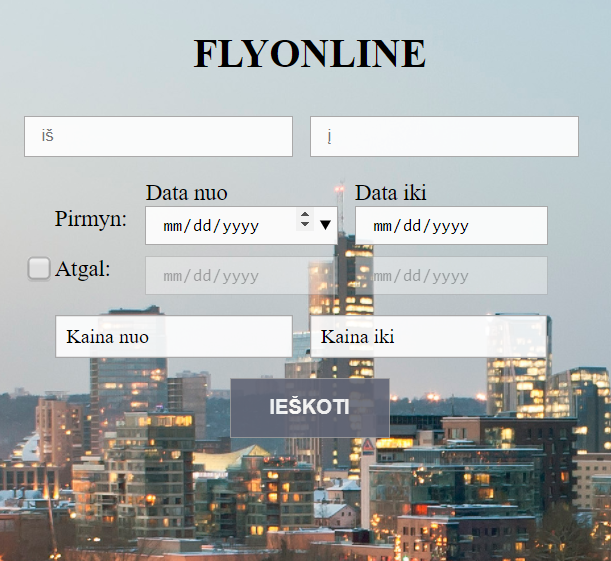 FLYONLINE
iš į
Data nuo Data iki
Pirmyn: mm/dd/yyyy mm/dd/yyyy
Atgal: mm/dd/yyyy mm/dd/yyyy
Kaina nuo Kaina iki
IEŠKOTI